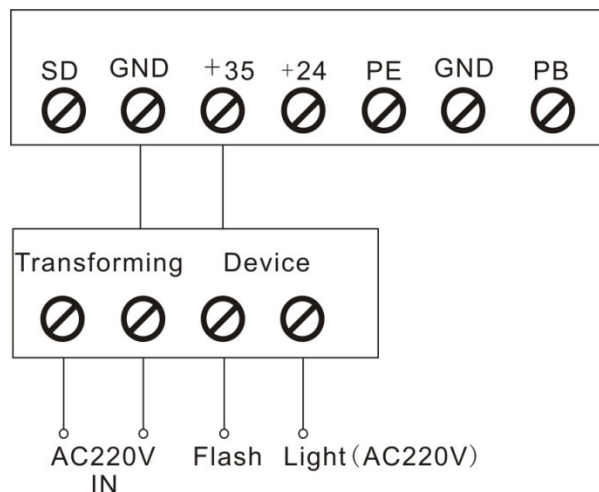 SD GND +35 +24 PE GND PB
Transforming Device
AC220V Flash Light(AC220V)
IN